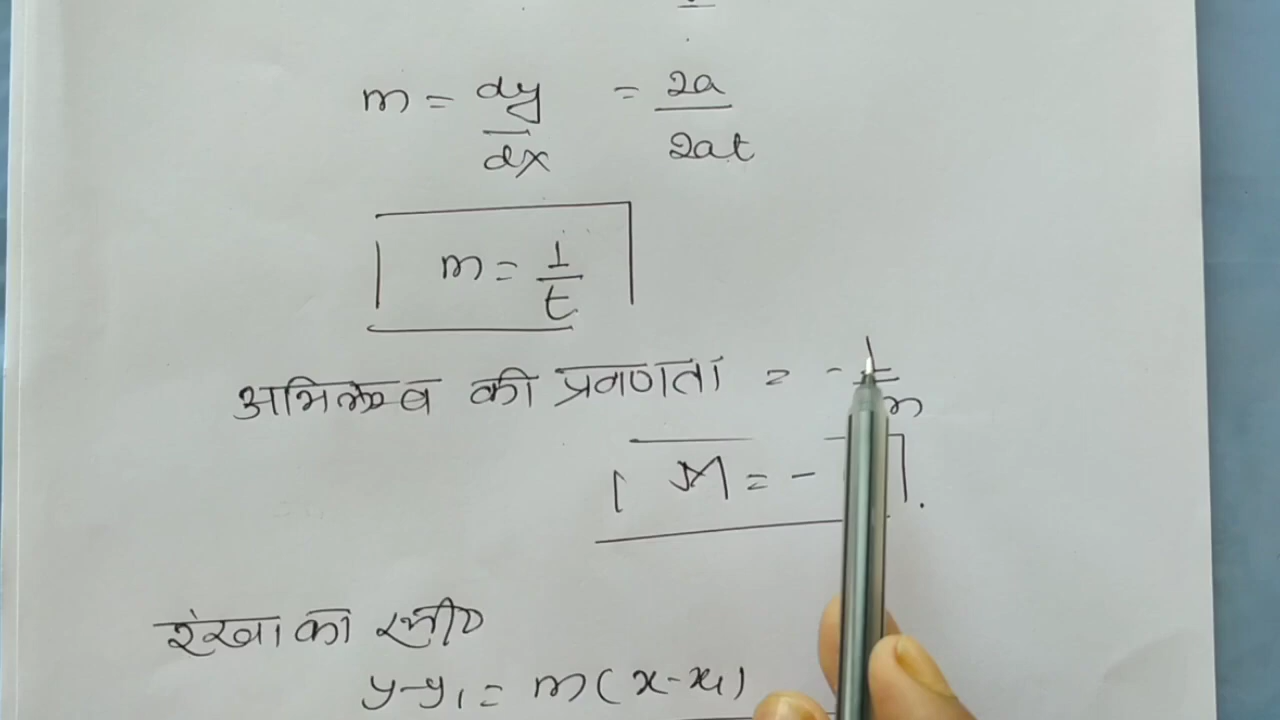 m = dy/dx = 2a/2at
m = 1/t
अभिलम्ब की प्रवणता = - 1/m
M = -
रेखा का समी०
y-y₁ = m(x-x₁)